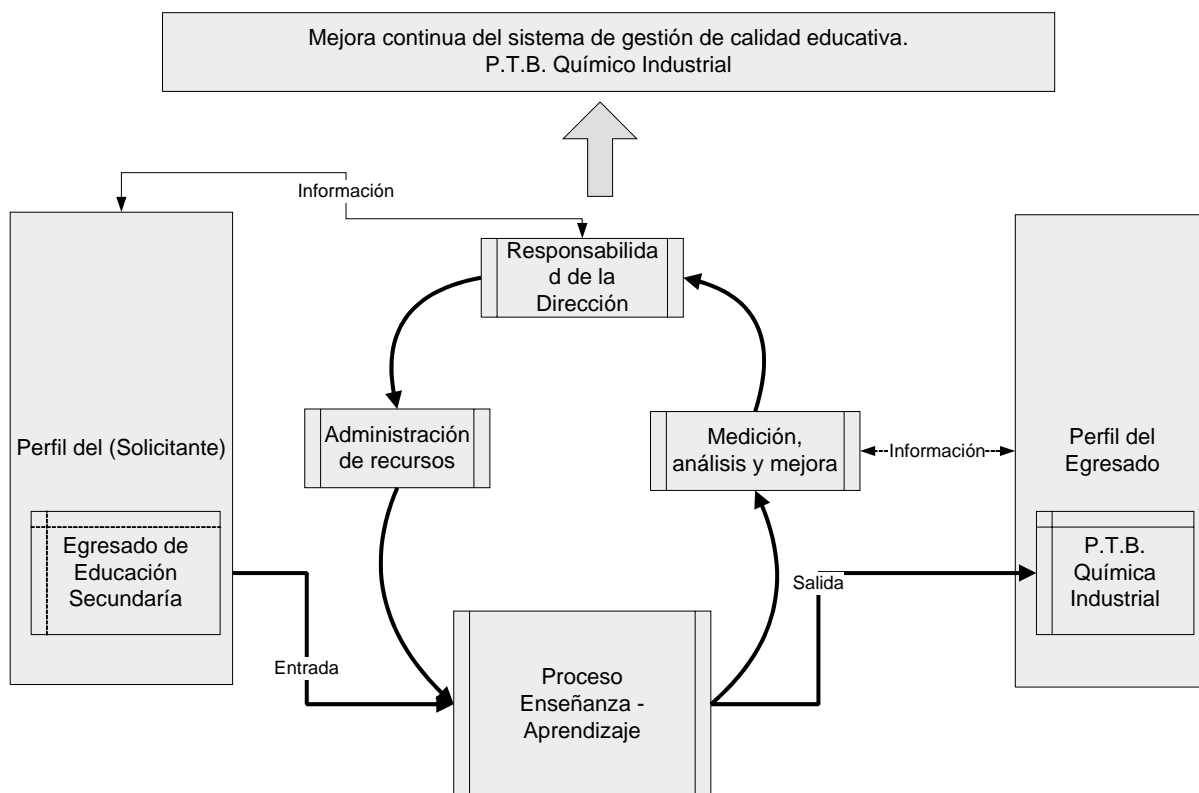 Mejora continua del sistema de gestión de calidad educativa.
P.T.B. Químico Industrial
Información
Responsabilida
d de la
Dirección
Administración
de recursos
Medición,
análisis y mejora
Información
Perfil del (Solicitante)
Perfil del
Egresado
Egresado de
Educación
Secundaría
P.T.B.
Química
Industrial
Salida
Entrada
Proceso
Enseñanza -
Aprendizaje